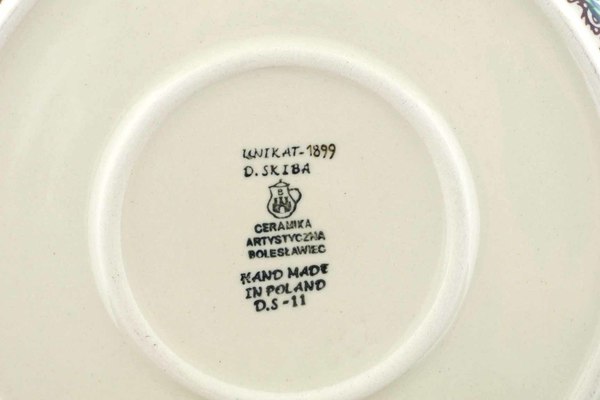 UNIKAT-1899
D. SKIBA
B
CERAMIKA
ARTYSTYCZNA
BOLESŁAWIEC
HAND MADE
IN POLAND
D.S-11